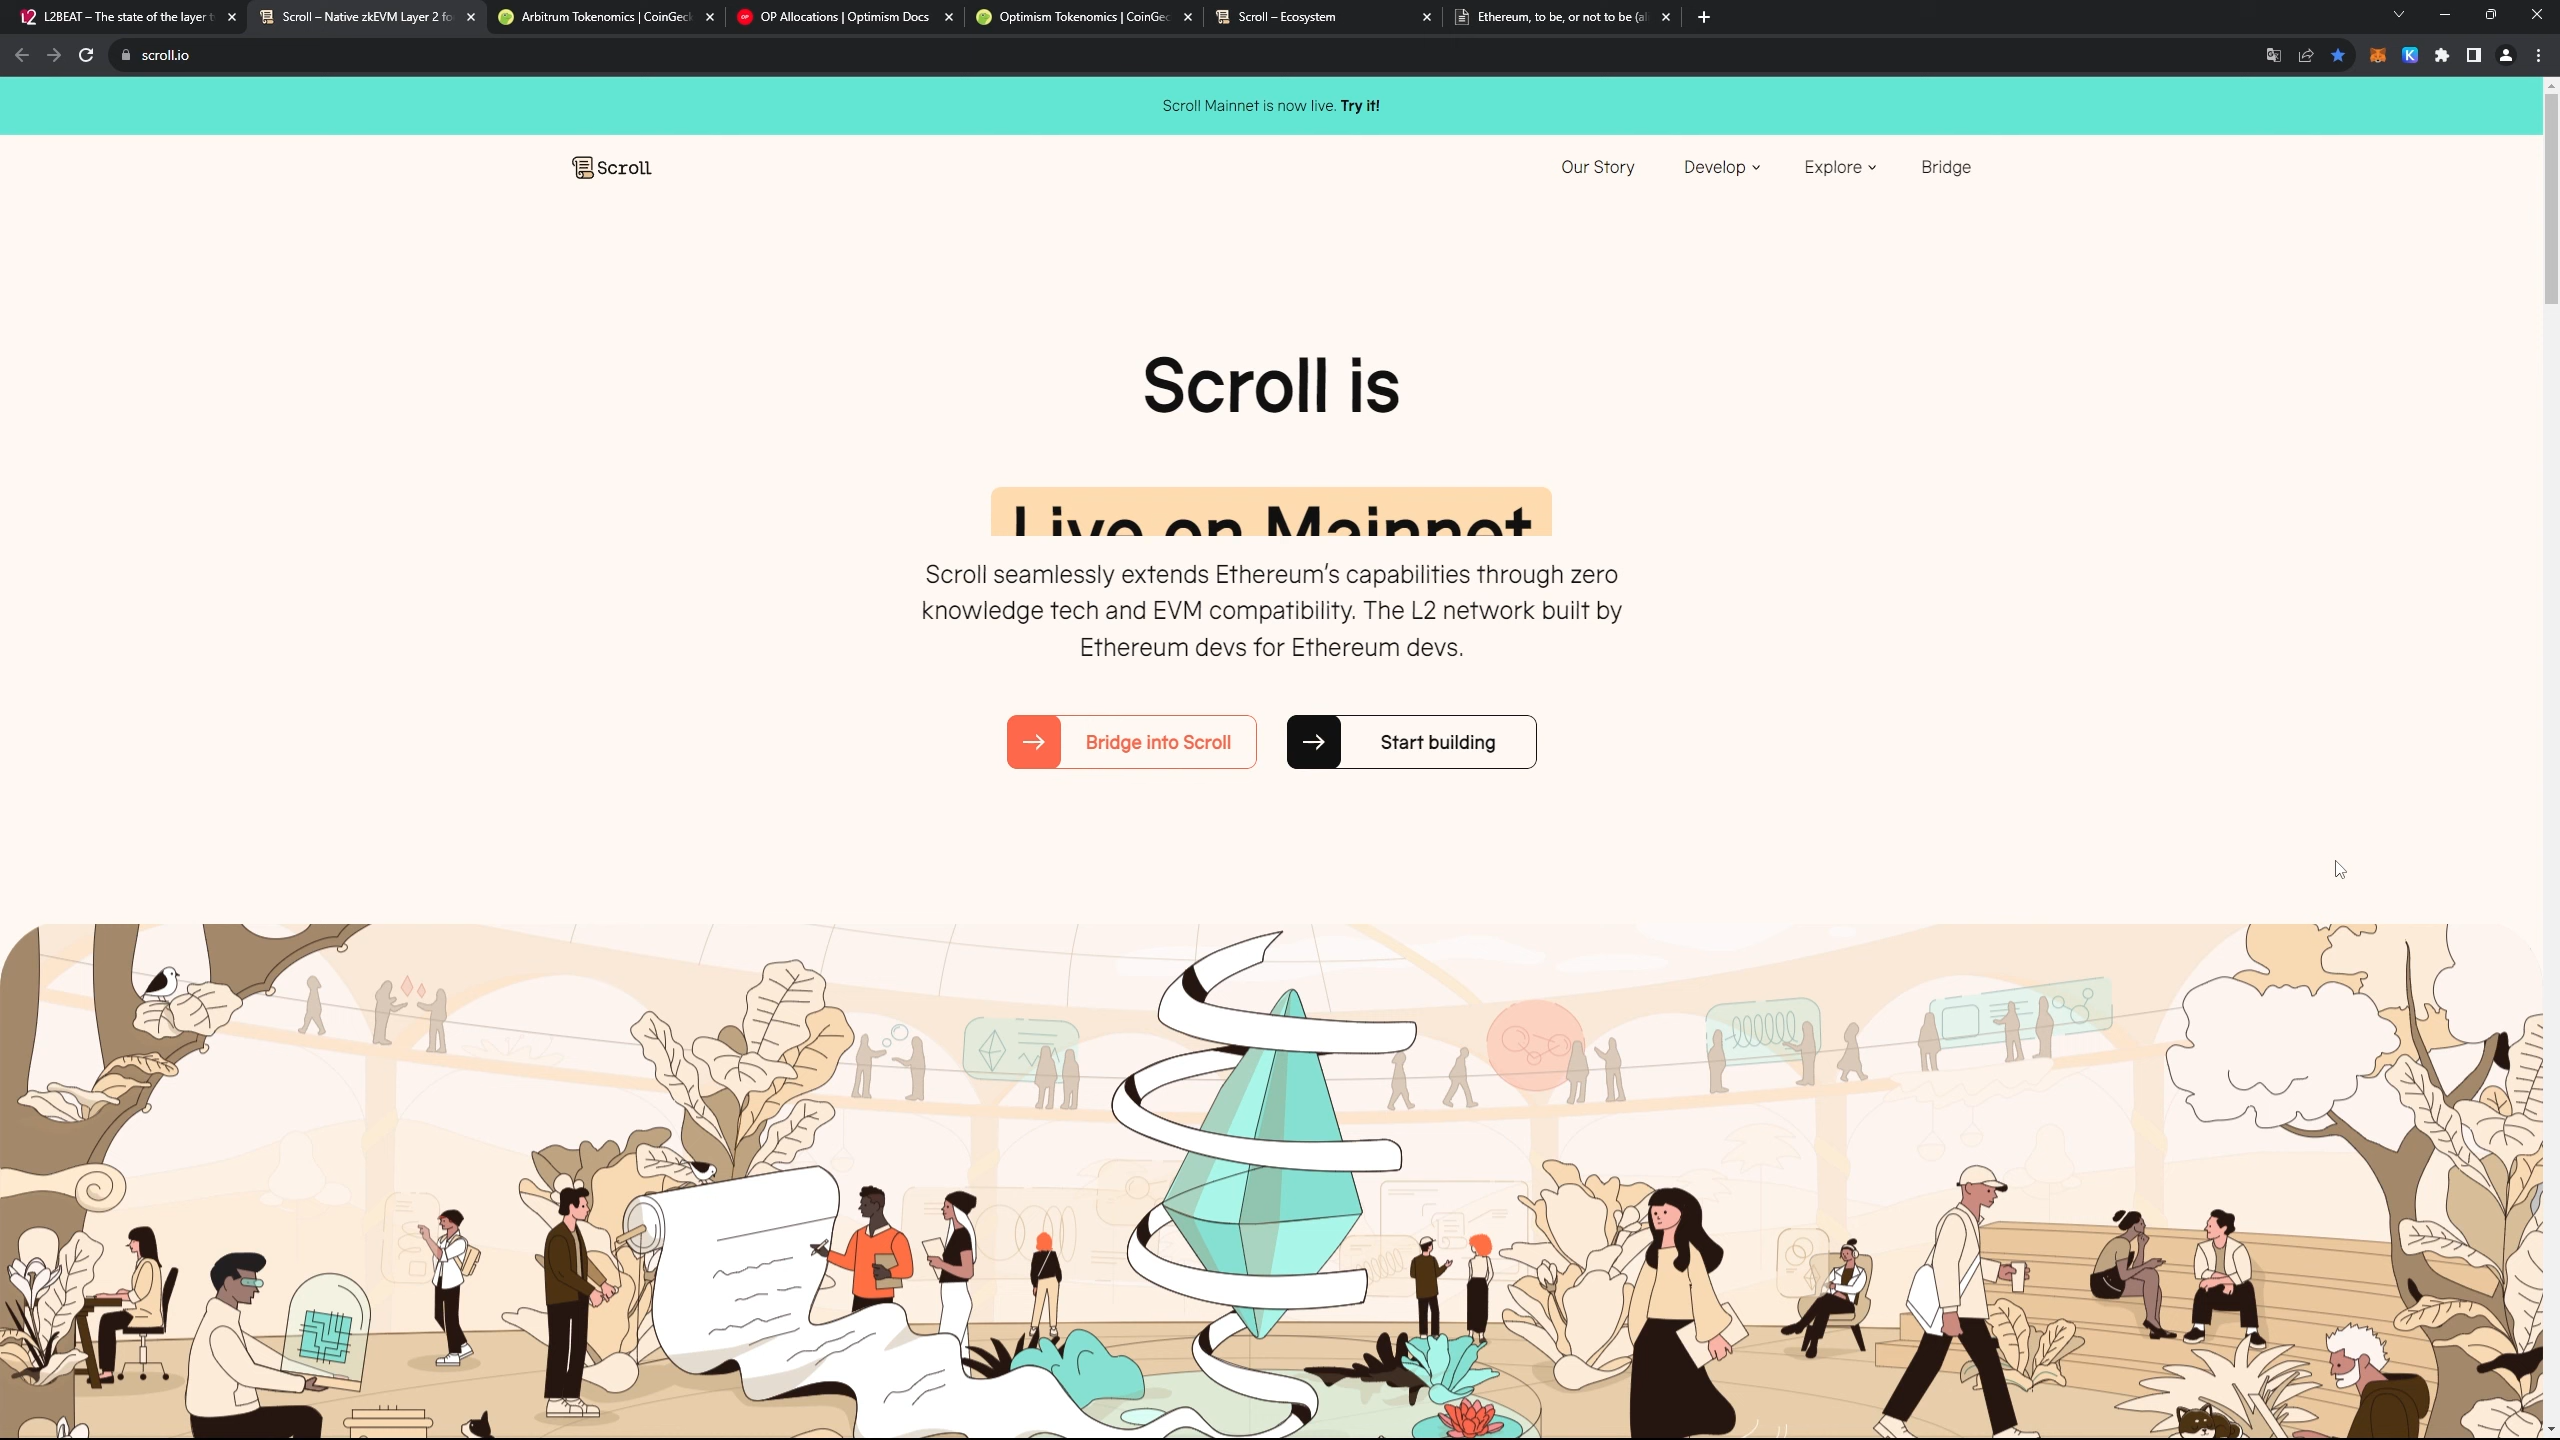 L2BEAT – The state of the layer t
Scroll – Native zkEVM Layer 2 fo
Arbitrum Tokenomics | CoinGeck
OP Allocations | Optimism Docs
Optimism Tokenomics | CoinGec
Scroll – Ecosystem
Ethereum, to be, or not to be (al
scroll.io
Scroll Mainnet is now live. Try it!
Scroll
Our Story
Develop
Explore
Bridge
Scroll is
Live on Mainnet
Scroll seamlessly extends Ethereum's capabilities through zero
knowledge tech and EVM compatibility. The L2 network built by
Ethereum devs for Ethereum devs.
Bridge into Scroll
Start building